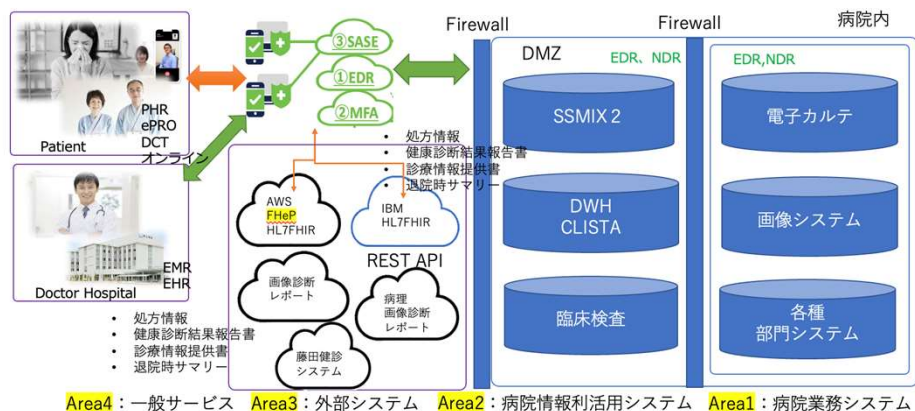 Patient
PHR
ePRO
DCT
オンライン
Doctor Hospital
EMR
EHR
• 処方情報
• 健康診断結果報告書
• 診療情報提供書
• 退院時サマリー
③SASE
①EDR
②MFA
• 処方情報
• 健康診断結果報告書
• 診療情報提供書
• 退院時サマリー
AWS
FHeP
HL7FHIR
IBM
HL7FHIR
REST API
画像診断
レポート
病理
画像診断
レポート
藤田健診
システム
Firewall
DMZ
EDR、NDR
SSMIX２
DWH
CLISTA
臨床検査
Firewall
病院内
EDR,NDR
電子カルテ
画像システム
各種
部門システム
Area4：一般サービス
Area3：外部システム
Area2：病院情報利活用システム
Area1：病院業務システム